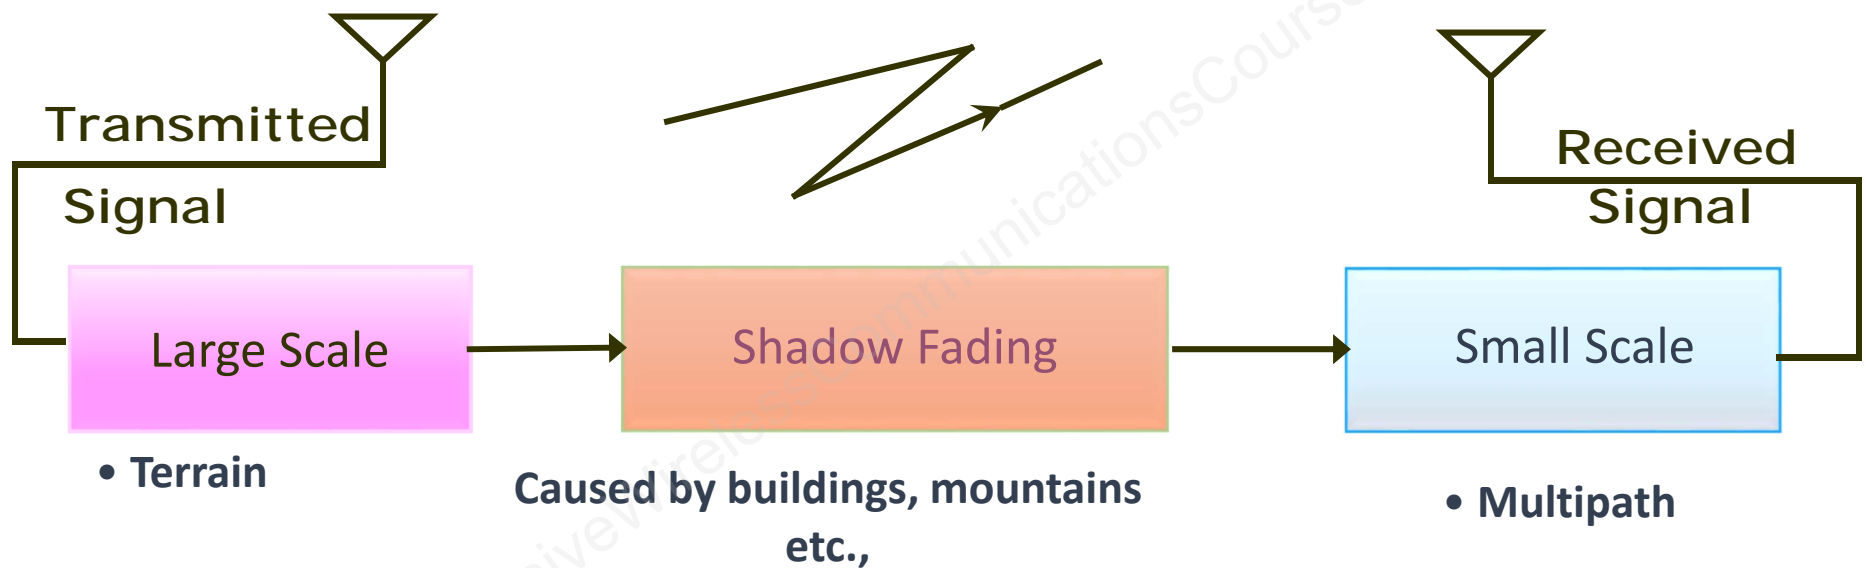 Transmitted
Signal
Received
Signal
Large Scale
Shadow Fading
Small Scale
• Terrain
Caused by buildings, mountains
etc.,
• Multipath